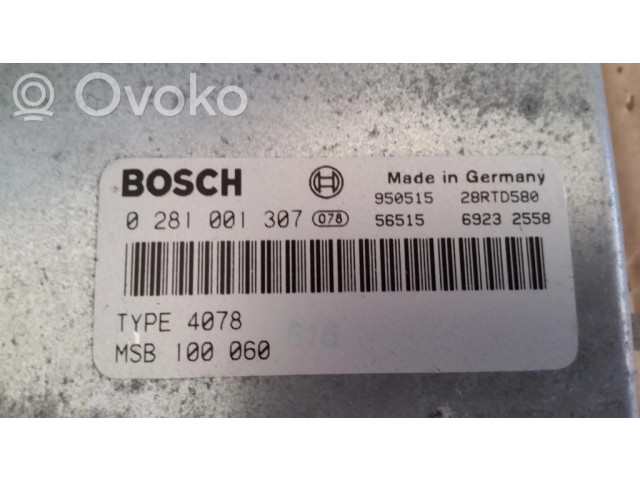 Ovoko
BOSCH
Made in Germany
950515 28RTD580
0 281 001 307 078 56515 6923 2558
TYPE 4078
516
MSB 100 060